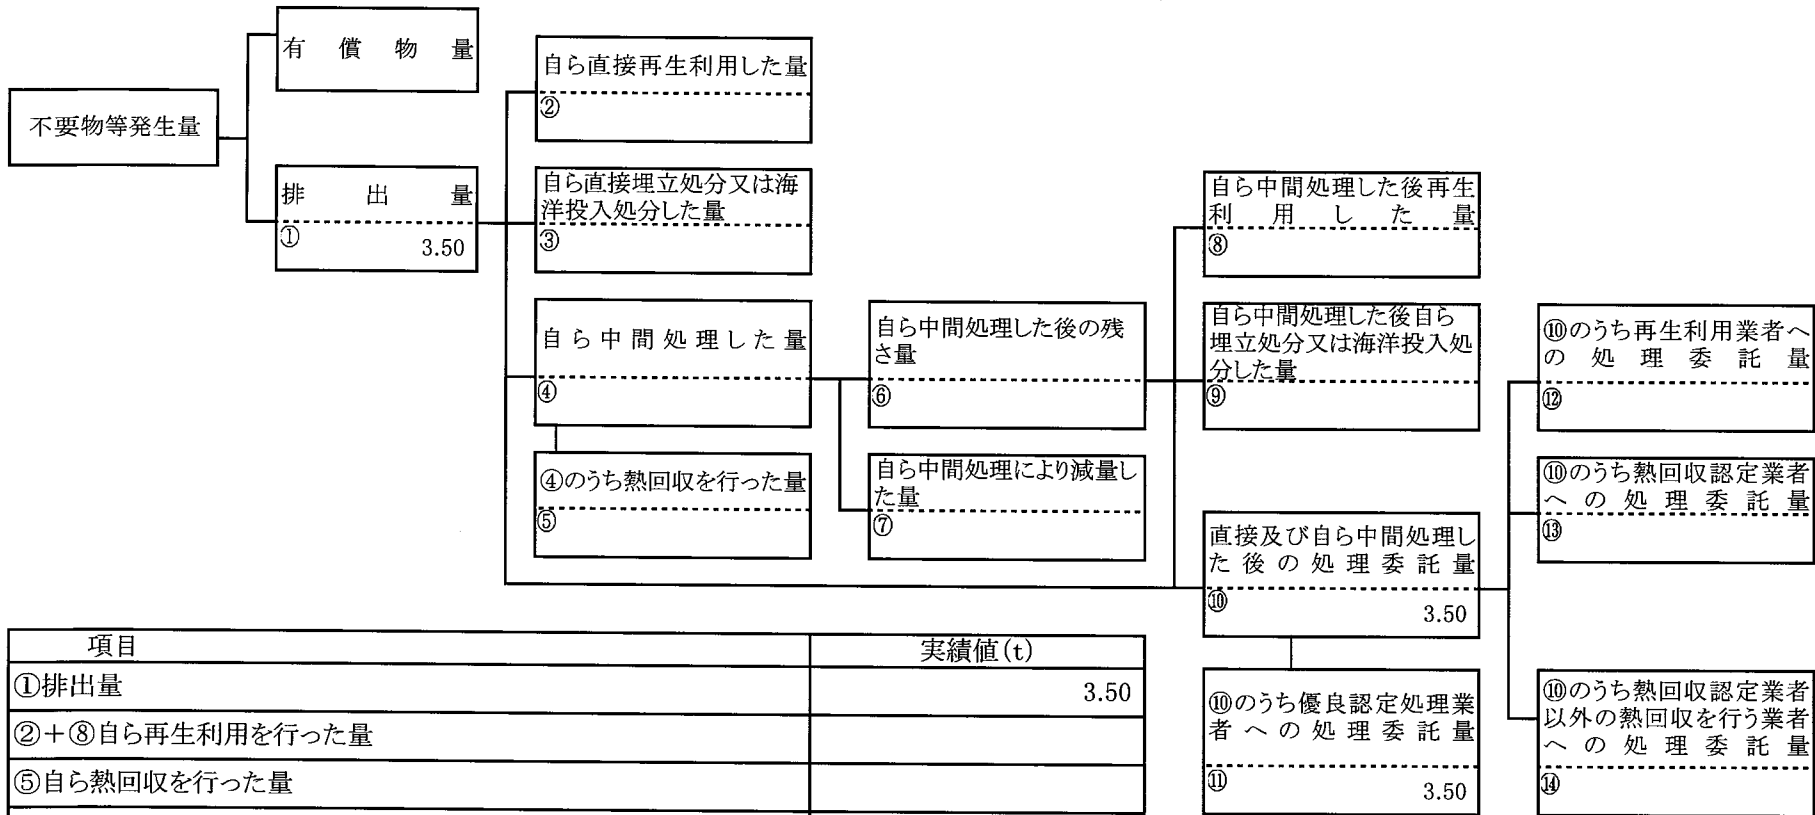 不要物等発生量
有償物量
排出量
① 3.50
自ら直接再生利用した量
②
自ら直接埋立処分又は海
洋投入処分した量
③
自ら中間処理した量
④
④のうち熱回収を行った量
⑤
自ら中間処理した後の残
さ量
⑥
自ら中間処理により減量し
た量
⑦
自ら中間処理した後再生
利用した量
⑧
自ら中間処理した後自ら
埋立処分又は海洋投入処
分した量
⑨
直接及び自ら中間処理し
た後の処理委託量
⑩ 3.50
⑩のうち優良認定処理業
者への処理委託量
⑪ 3.50
⑩のうち再生利用業者へ
の処理委託量
⑫
⑩のうち熱回収認定業者
への処理委託量
⑬
⑩のうち熱回収認定業者
以外の熱回収を行う業者
への処理委託量
⑭
項目 実績値(t)
①排出量 3.50
②+⑧自ら再生利用を行った量
⑤自ら熱回収を行った量